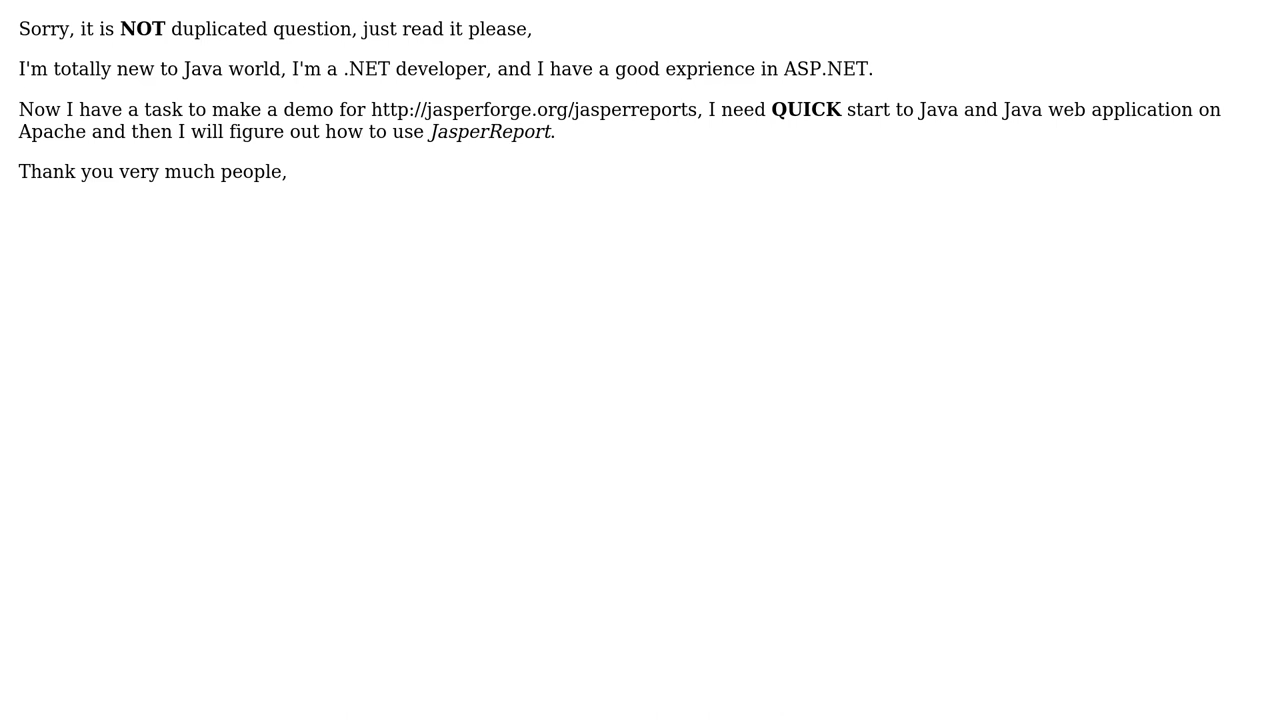 Sorry, it is NOT duplicated question, just read it please,
I'm totally new to Java world, I'm a .NET developer, and I have a good exprience in ASP.NET.
Now I have a task to make a demo for http://jasperforge.org/jasperreports, I need QUICK start to Java and Java web application on
Apache and then I will figure out how to use JasperReport.
Thank you very much people,